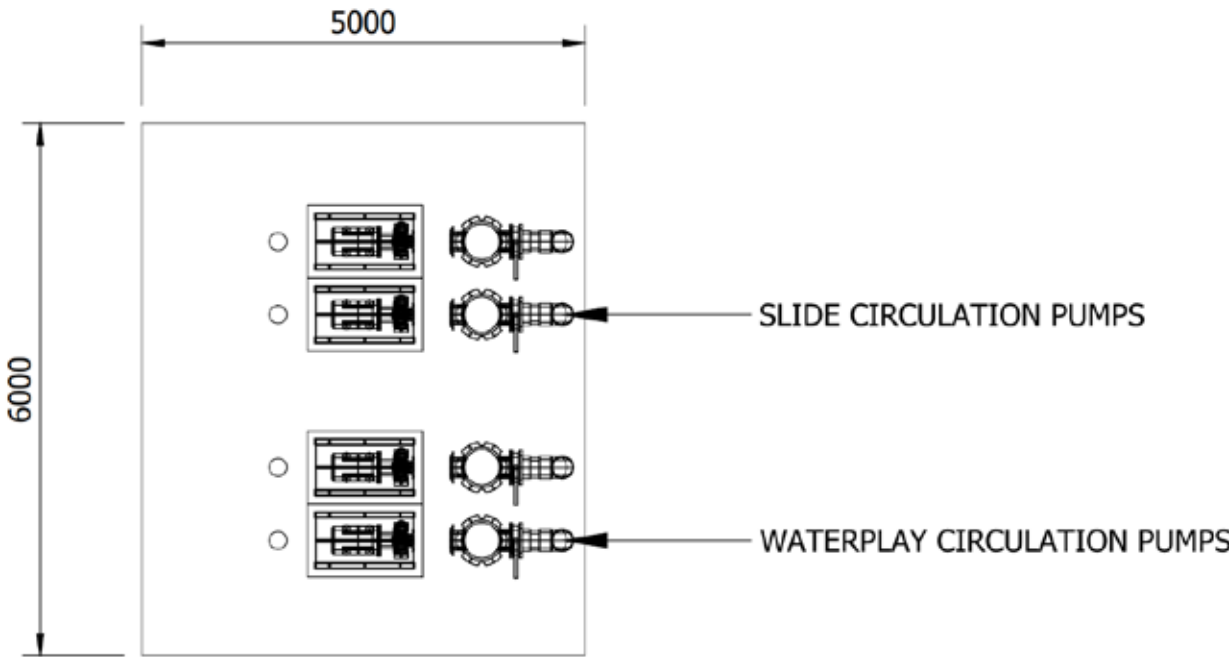 5000
6000
SLIDE CIRCULATION PUMPS
WATERPLAY CIRCULATION PUMPS